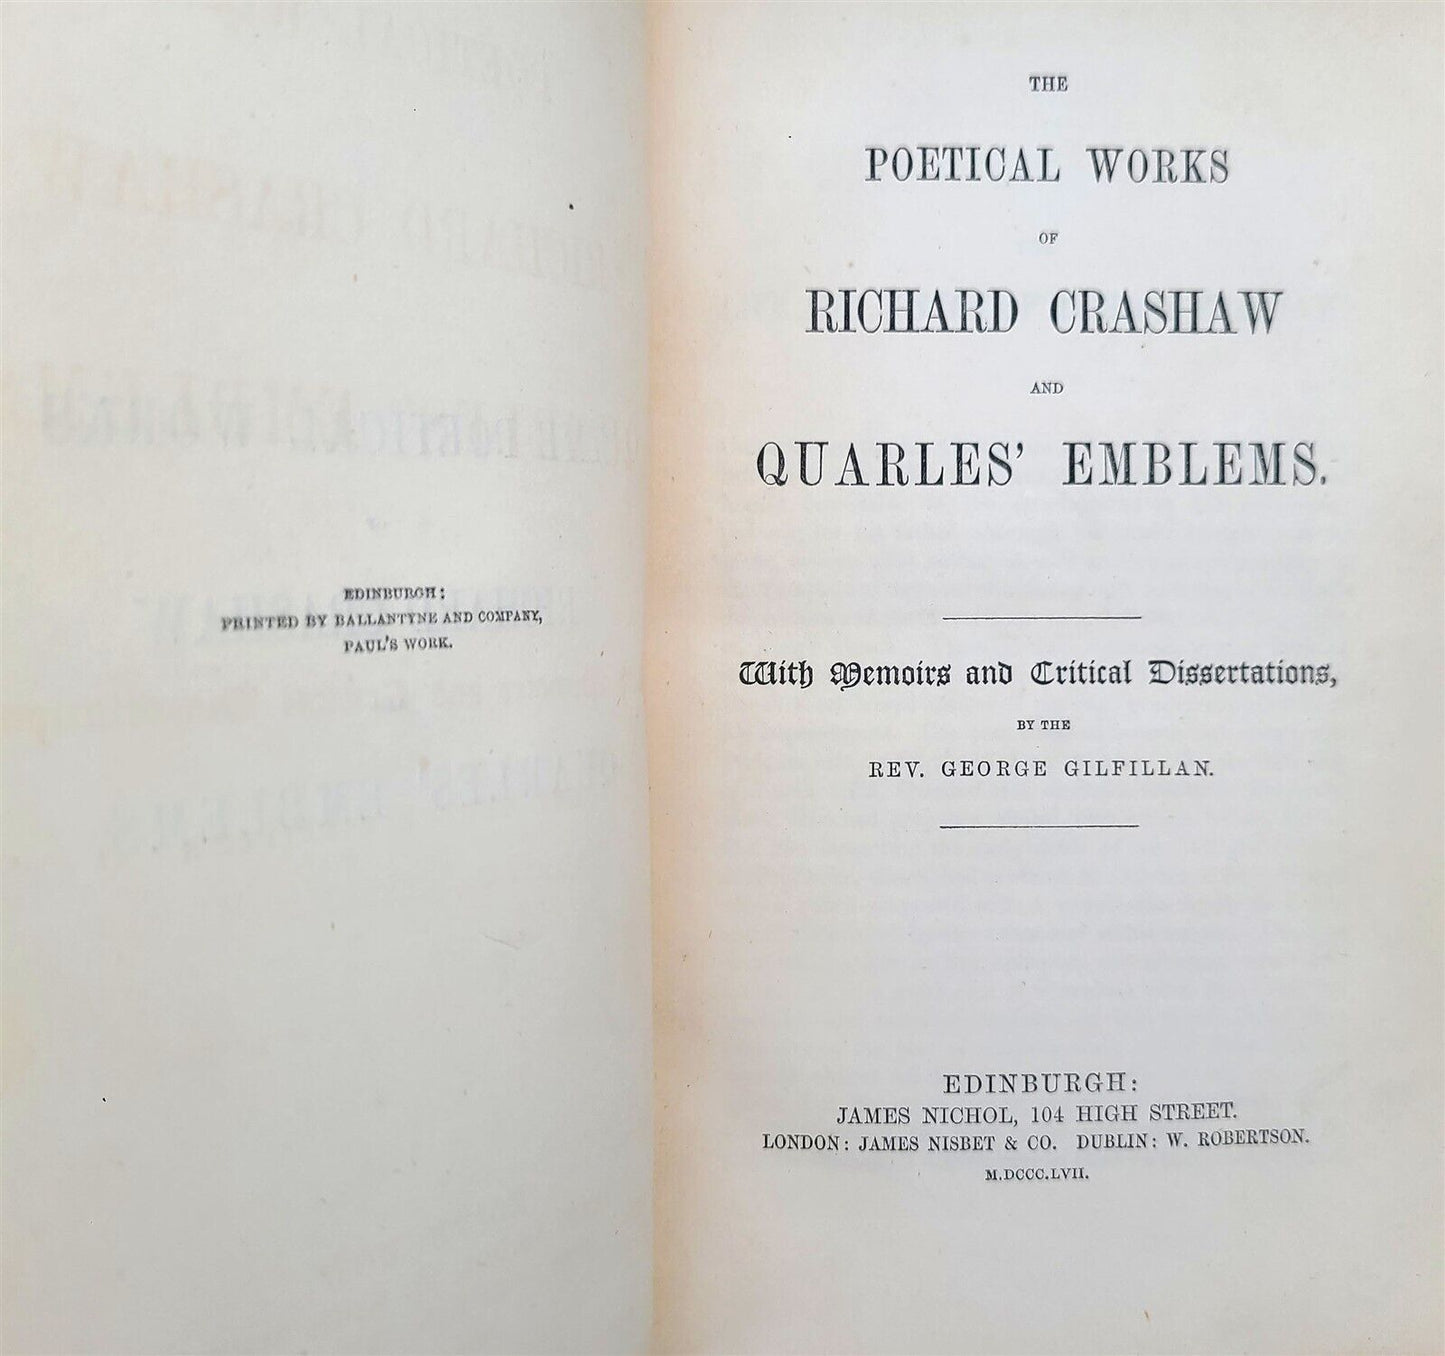 EDINBURGH:
PRINTED BY BALLANTYNE AND COMPANY,
PAUL'S WORK.
THE
POETICAL WORKS
OF
RICHARD CRASHAW
AND
QUARLES' EMBLEMS.
With Memoirs and Critical Dissertations,
BY THE
REV. GEORGE GILFILLAN.
EDINBURGH:
JAMES NICHOL, 104 HIGH STREET.
LONDON: JAMES NISBET & CO. DUBLIN: W. ROBERTSON.
M.DCCC.LVII.